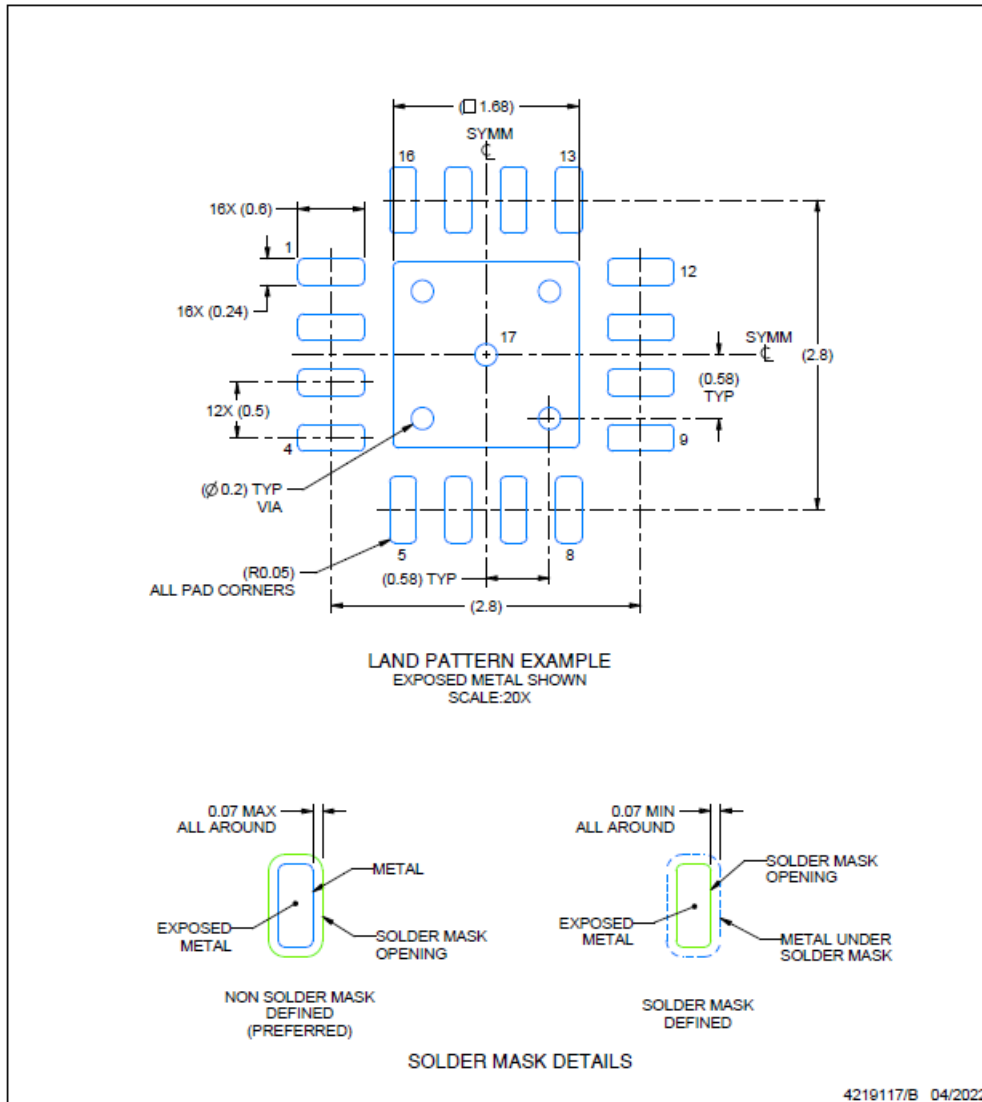 (□1.68)
SYMM
℄
16
13
16X (0.6)
1
12
16X (0.24)
17
SYMM
℄
(2.8)
(0.58)
TYP
12X (0.5)
4
9
(Ø 0.2) TYP
VIA
5
8
(R0.05)
ALL PAD CORNERS
(0.58) TYP
(2.8)
LAND PATTERN EXAMPLE
EXPOSED METAL SHOWN
SCALE:20X
0.07 MAX
ALL AROUND
METAL
EXPOSED
METAL
SOLDER MASK
OPENING
NON SOLDER MASK
DEFINED
(PREFERRED)
0.07 MIN
ALL AROUND
SOLDER MASK
OPENING
EXPOSED
METAL
METAL UNDER
SOLDER MASK
SOLDER MASK
DEFINED
SOLDER MASK DETAILS
4219117/B 04/2022